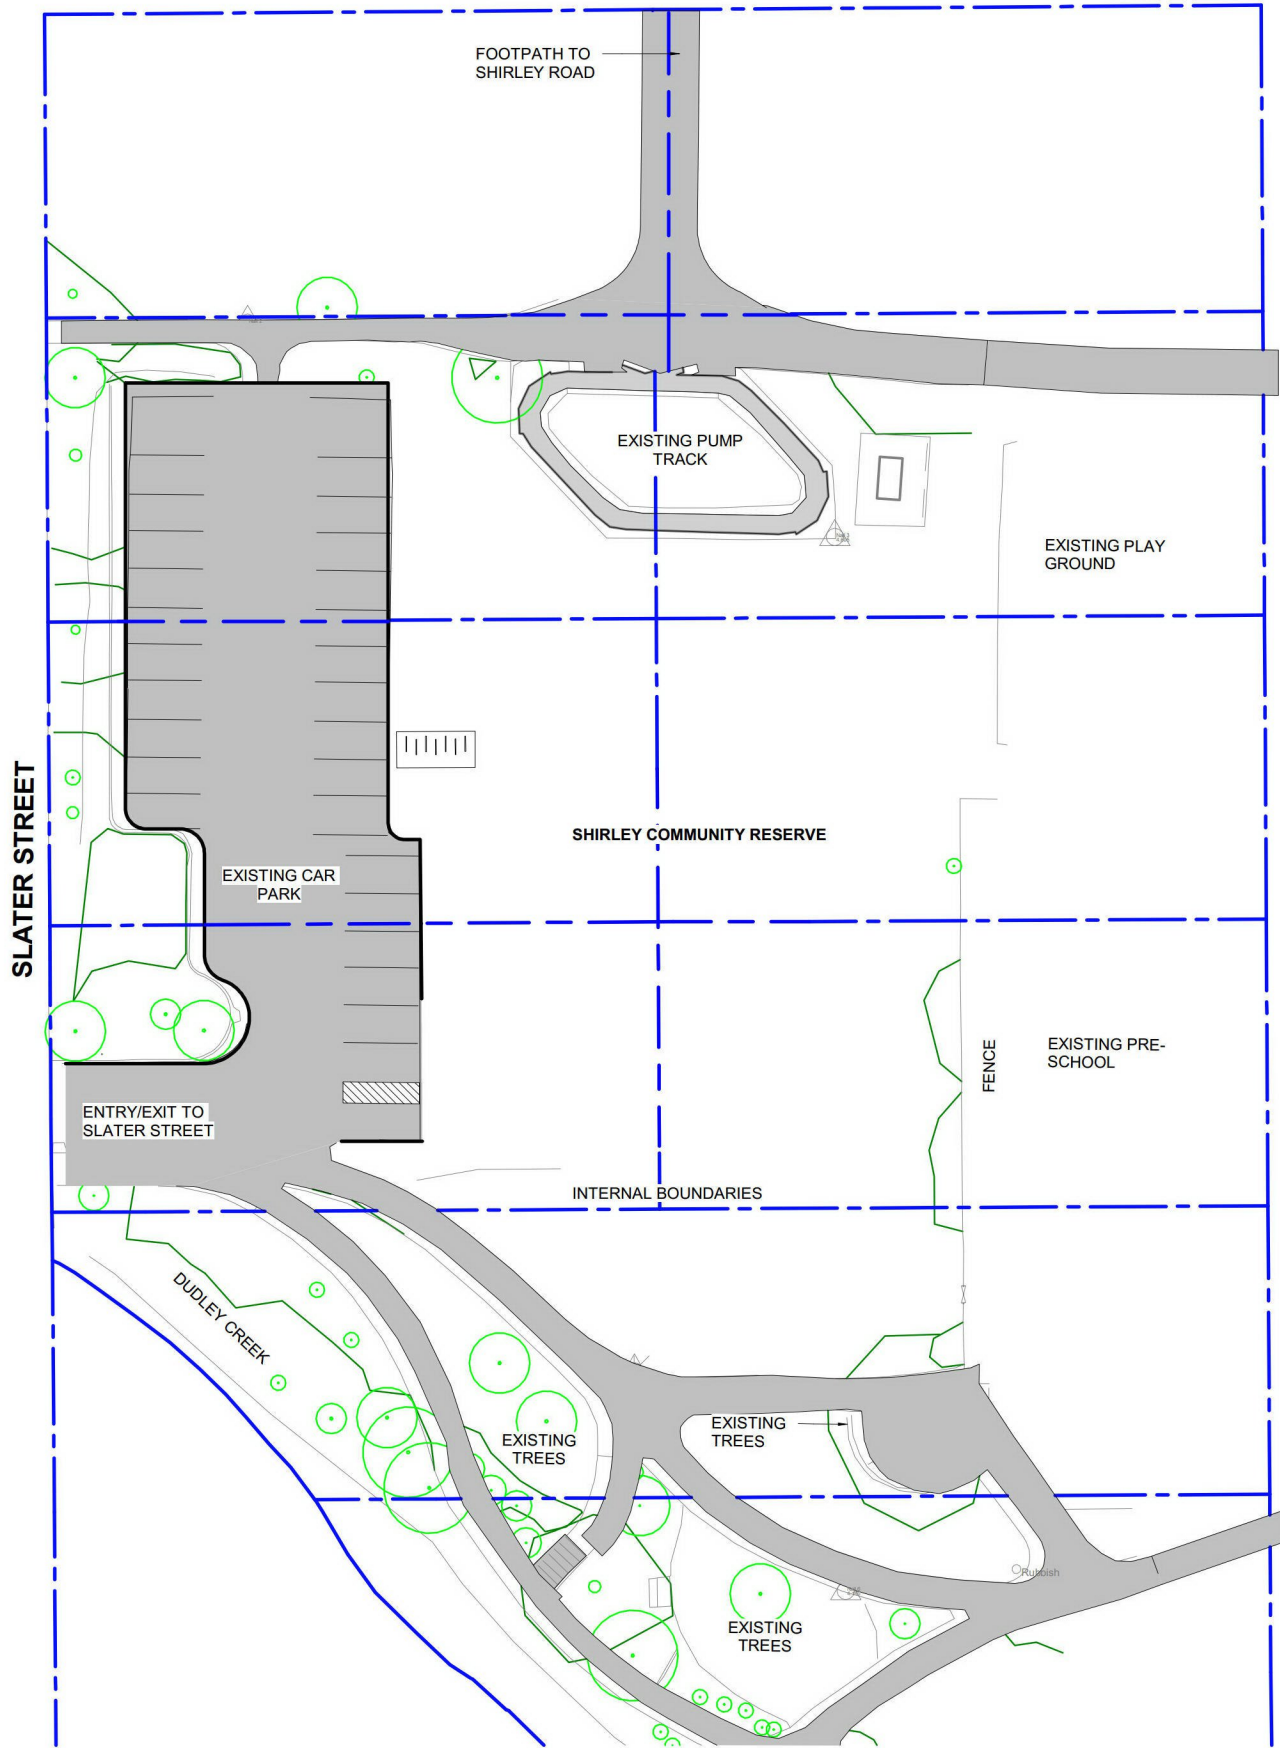 FOOTPATH TO
SHIRLEY ROAD
EXISTING PUMP
TRACK
EXISTING PLAY
GROUND
SLATER STREET
SHIRLEY COMMUNITY RESERVE
EXISTING CAR
PARK
FENCE
EXISTING PRE-
SCHOOL
ENTRY/EXIT TO
SLATER STREET
INTERNAL BOUNDARIES
DUDLEY CREEK
EXISTING
TREES
EXISTING
TREES
Rubbish
EXISTING
TREES